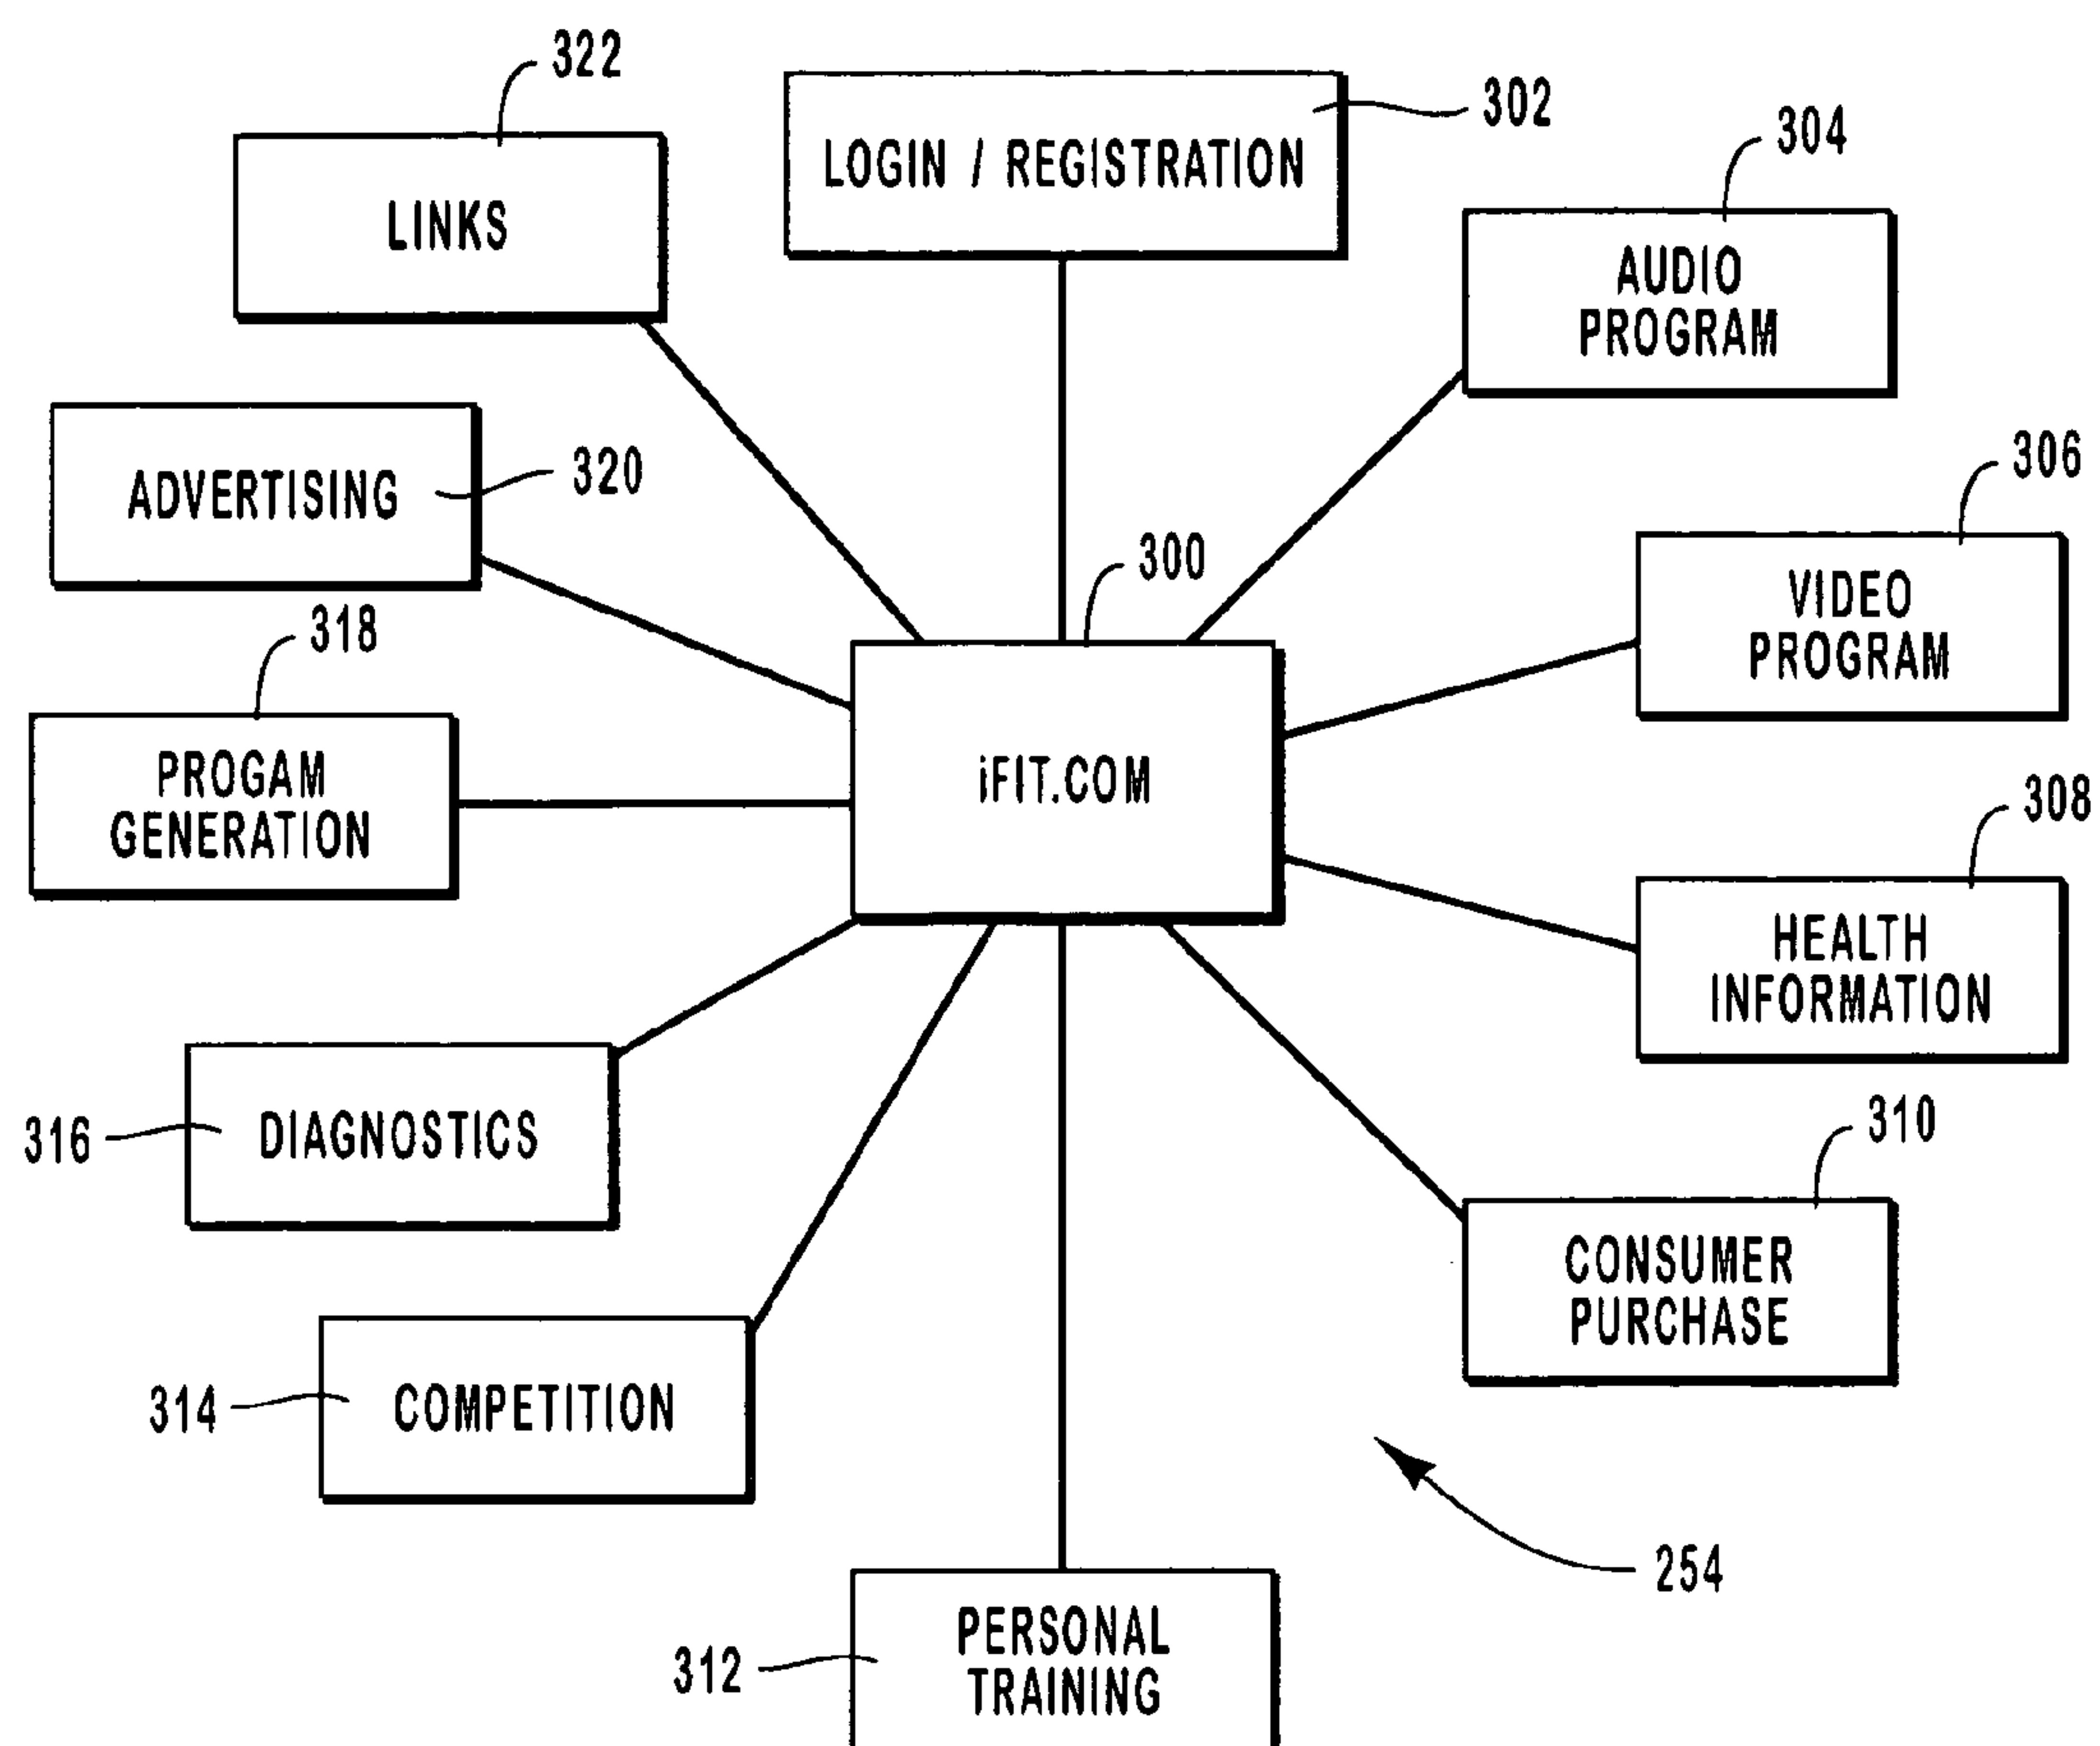 322
302
LOGIN / REGISTRATION
304
LINKS
AUDIO
PROGRAM
306
320
ADVERTISING
300
VIDEO
PROGRAM
318
PROGAM
GENERATION
iFIT.COM
308
HEALTH
INFORMATION
310
316
DIAGNOSTICS
CONSUMER
PURCHASE
314
COMPETITION
254
312
PERSONAL
TRAINING